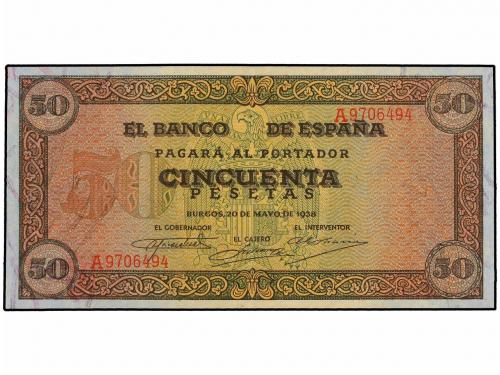 50 50
A9706494
EL BANCO DE ESPAÑA
PAGARÁ AL PORTADOR
50
CINCUENTA
PESETAS
BURGOS, 20 DE MAYO DE 1938
EL GOBERNADOR EL CAJERO EL INTERVENTOR
A9706494
50 50